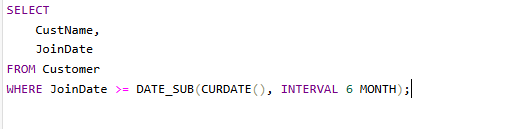 SELECT
    CustName,
    JoinDate
FROM Customer
WHERE JoinDate >= DATE_SUB(CURDATE(), INTERVAL 6 MONTH);